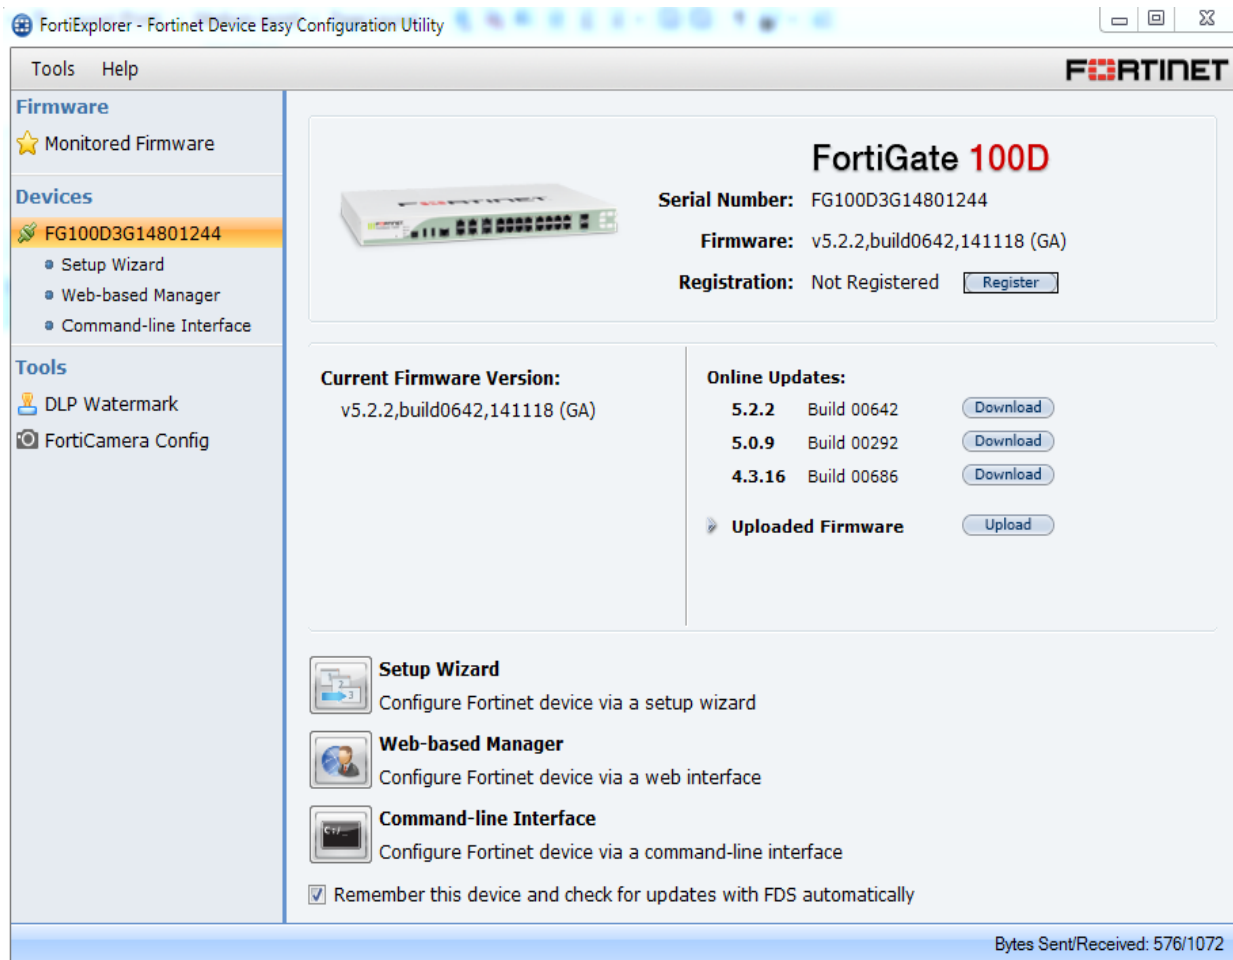 FortiExplorer - Fortinet Device Easy Configuration Utility
Tools Help
FORTINET
Firmware
Monitored Firmware
Devices
FG100D3G14801244
Setup Wizard
Web-based Manager
Command-line Interface
Tools
DLP Watermark
FortiCamera Config
FORTINET
FortiGate 100D
Serial Number: FG100D3G14801244
Firmware: v5.2.2,build0642,141118 (GA)
Registration: Not Registered Register
Current Firmware Version:
v5.2.2,build0642,141118 (GA)
Online Updates:
5.2.2 Build 00642 Download
5.0.9 Build 00292 Download
4.3.16 Build 00686 Download
Uploaded Firmware Upload
Setup Wizard
Configure Fortinet device via a setup wizard
Web-based Manager
Configure Fortinet device via a web interface
Command-line Interface
Configure Fortinet device via a command-line interface
Remember this device and check for updates with FDS automatically
Bytes Sent/Received: 576/1072